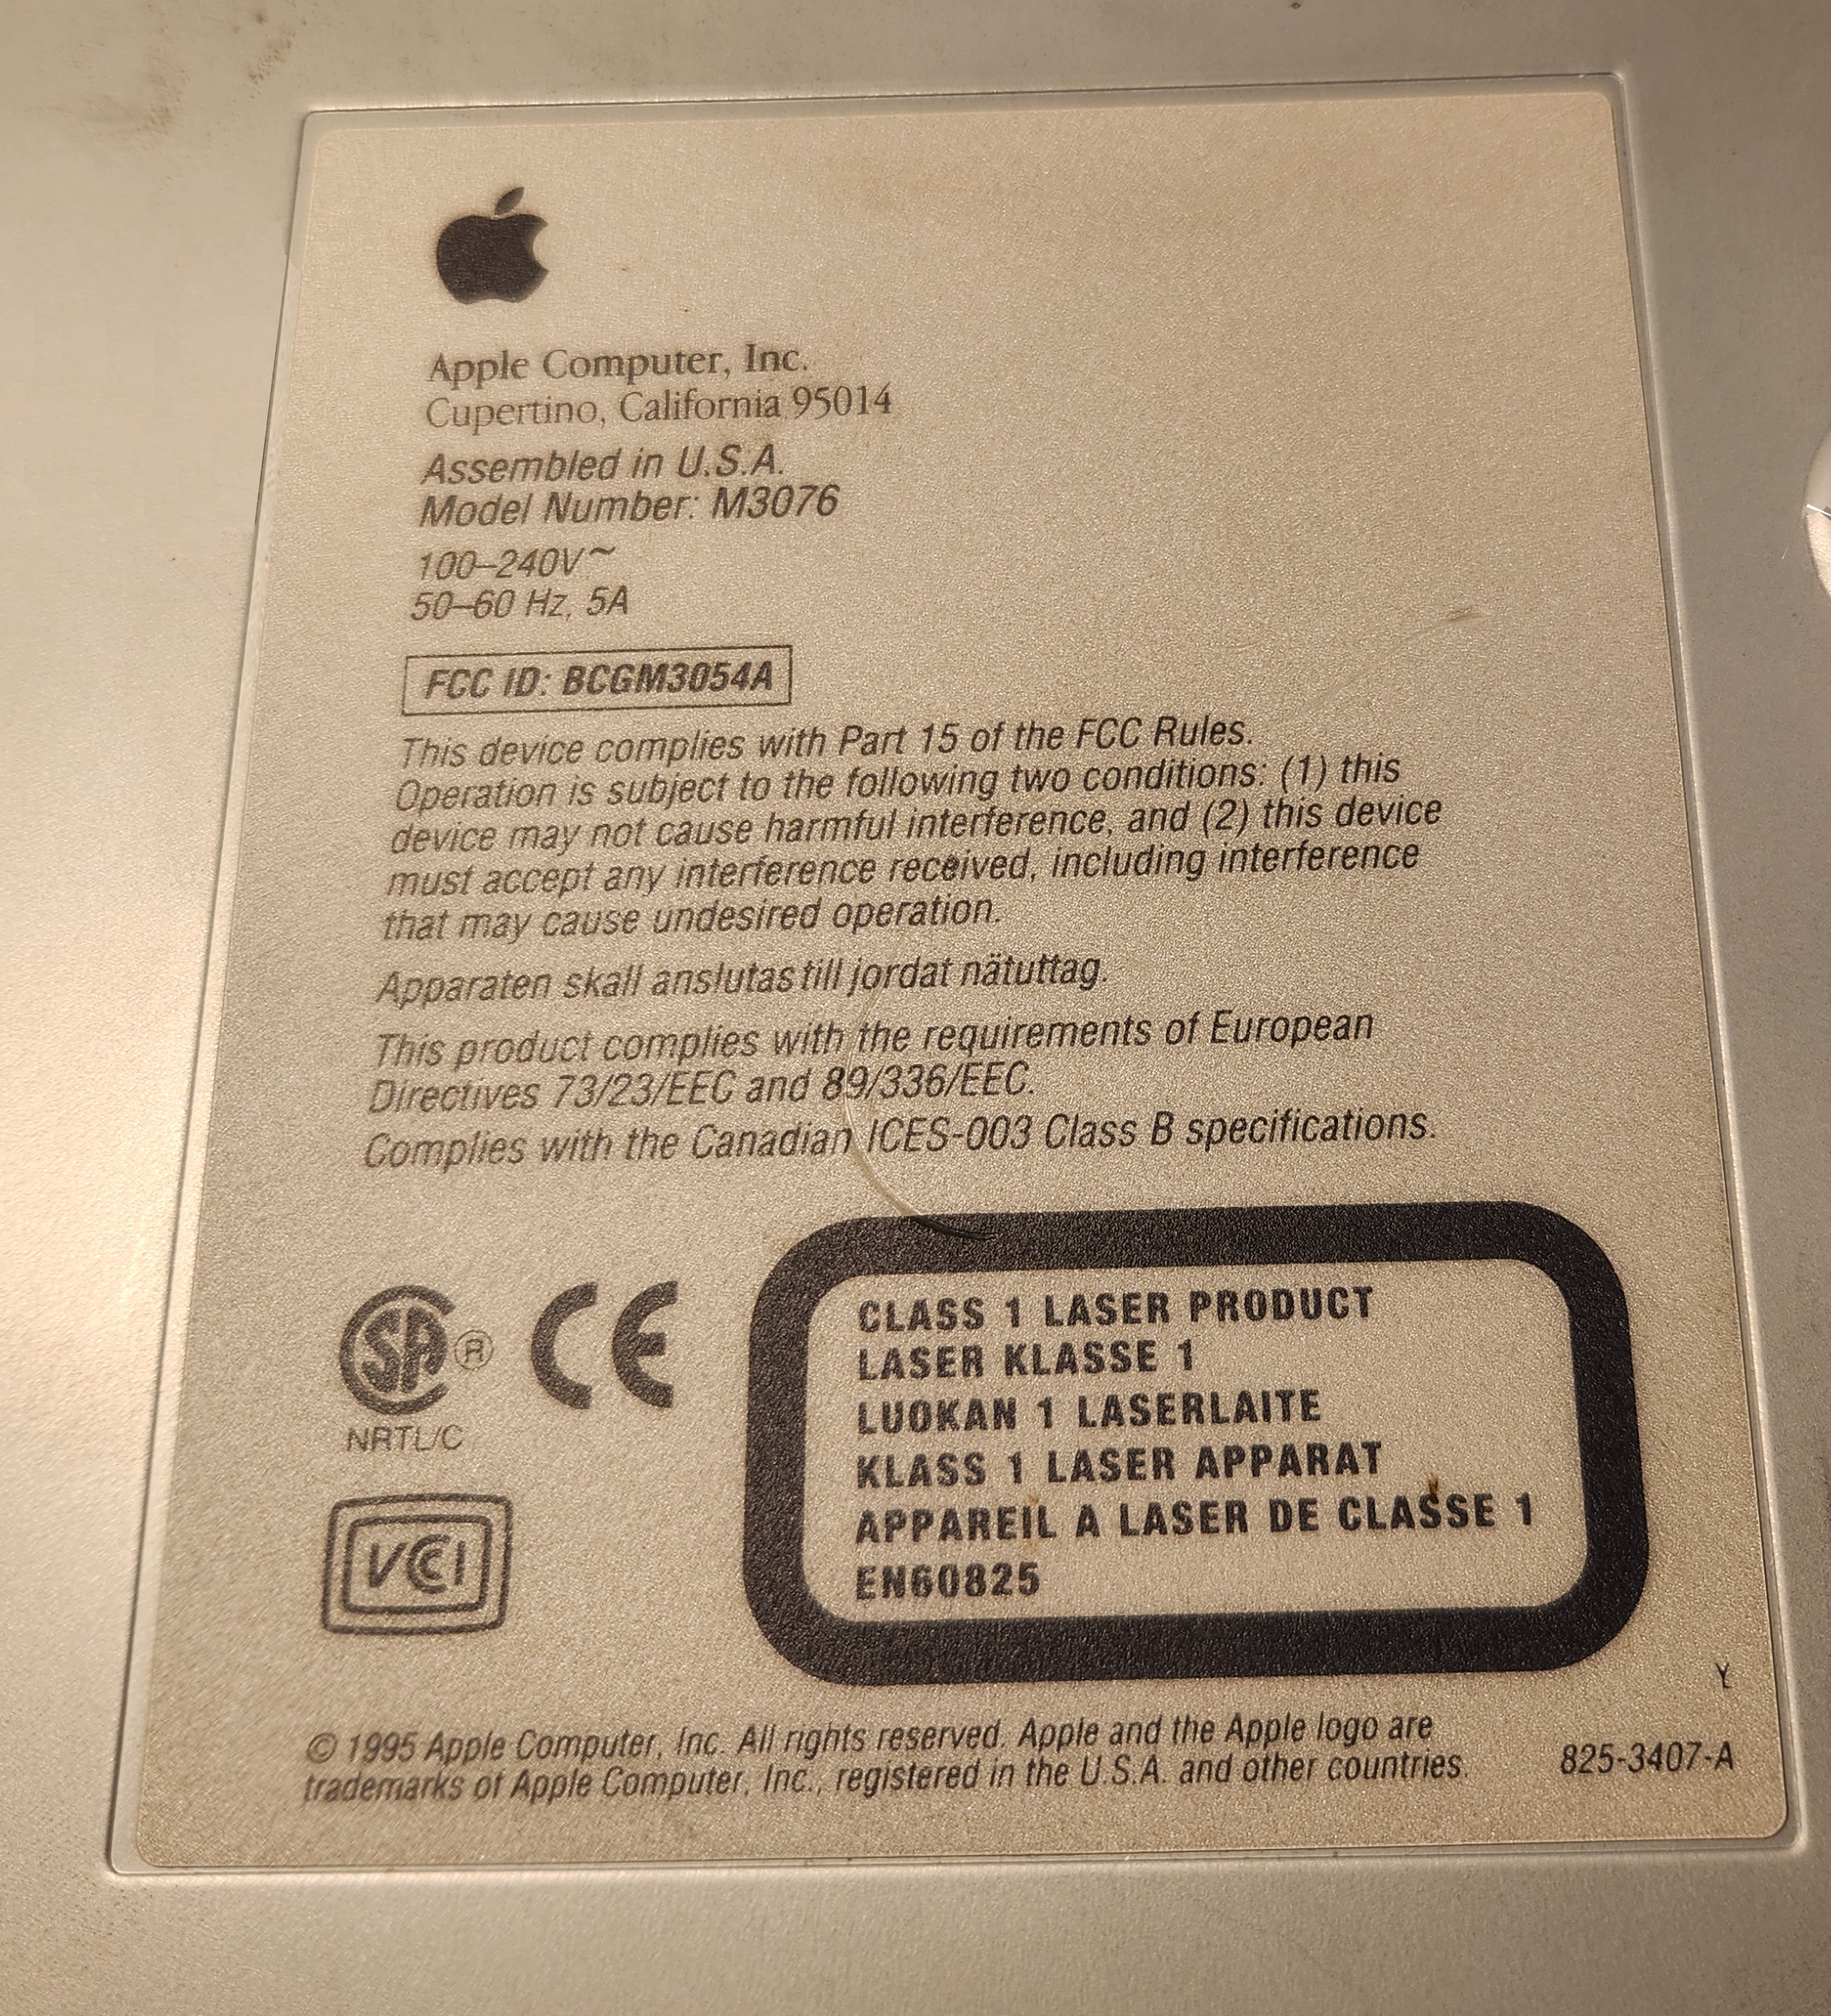 Apple Computer, Inc.
Cupertino, California 95014
Assembled in U.S.A.
Model Number: M3076
100–240V~
50–60 Hz, 5A
FCC ID: BCGM3054A
This device complies with Part 15 of the FCC Rules.
Operation is subject to the following two conditions: (1) this
device may not cause harmful interference, and (2) this device
must accept any interference received, including interference
that may cause undesired operation.
Apparaten skall anslutas till jordat nätuttag.
This product complies with the requirements of European
Directives 73/23/EEC and 89/336/EEC.
Complies with the Canadian ICES-003 Class B specifications.
SA ® CE
NRTL/C
VCCI
CLASS 1 LASER PRODUCT
LASER KLASSE 1
LUOKAN 1 LASERLAITE
KLASS 1 LASER APPARAT
APPAREIL A LASER DE CLASSE 1
EN60825
Y
© 1995 Apple Computer, Inc. All rights reserved. Apple and the Apple logo are
trademarks of Apple Computer, Inc., registered in the U.S.A. and other countries.
825-3407-A